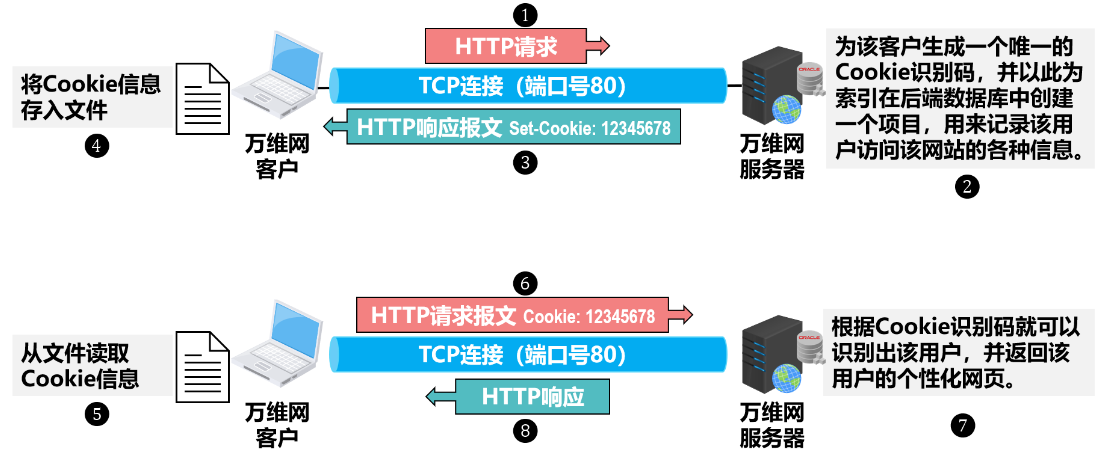 ❶
HTTP请求
TCP连接（端口号80）
HTTP响应报文 Set-Cookie: 12345678
❸
将Cookie信息
存入文件
❹
万维网
客户
ORACLE
万维网
服务器
为该客户生成一个唯一的
Cookie识别码，并以此为
索引在后端数据库中创建
一个项目，用来记录该用
户访问该网站的各种信息。
❷
❻
HTTP请求报文 Cookie: 12345678
TCP连接（端口号80）
HTTP响应
❽
从文件读取
Cookie信息
❺
万维网
客户
ORACLE
万维网
服务器
根据Cookie识别码就可以
识别出该用户，并返回该
用户的个性化网页。
❼